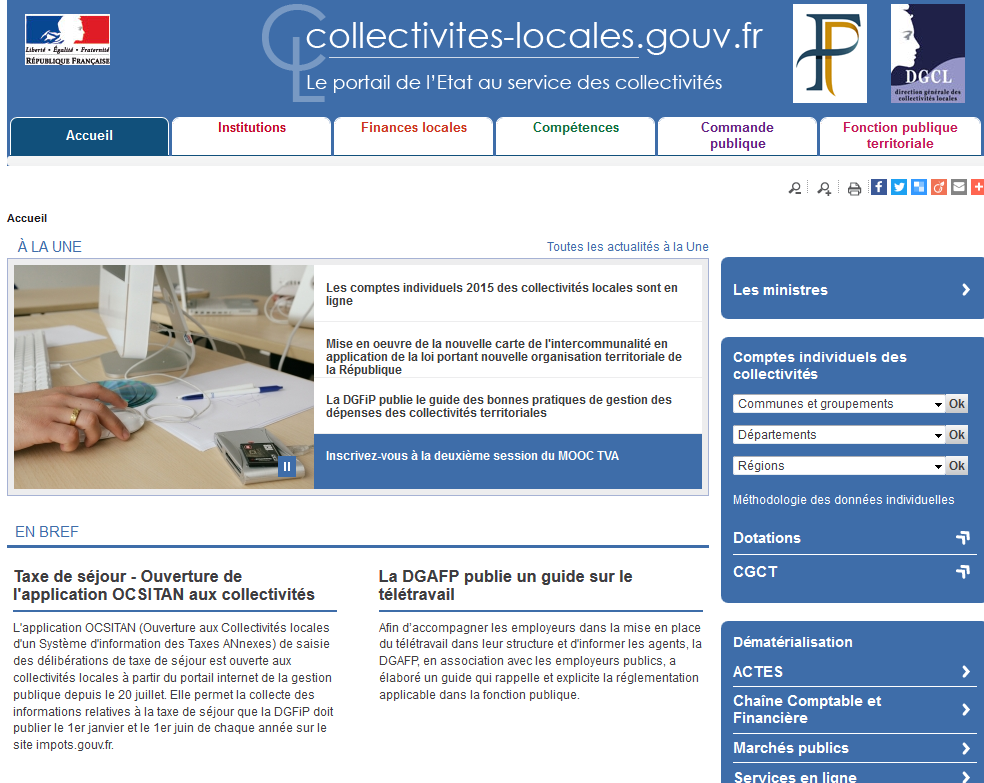 Liberté • Égalité • Fraternité
RÉPUBLIQUE FRANÇAISE
collectivites-locales.gouv.fr
Le portail de l'Etat au service des collectivités
DGCL
direction générale des
collectivités locales
Accueil
Institutions
Finances locales
Compétences
Commande
publique
Fonction publique
territoriale
Accueil
À LA UNE
Toutes les actualités à la Une
Les comptes individuels 2015 des collectivités locales sont en
ligne
Mise en oeuvre de la nouvelle carte de l'intercommunalité en
application de la loi portant nouvelle organisation territoriale de
la République
La DGFiP publie le guide des bonnes pratiques de gestion des
dépenses des collectivités territoriales
Inscrivez-vous à la deuxième session du MOOC TVA
EN BREF
Taxe de séjour - Ouverture de
l'application OCSITAN aux collectivités
L'application OCSITAN (Ouverture aux Collectivités locales
d'un Système d'information des Taxes ANnexes) de saisie
des délibérations de taxe de séjour est ouverte aux
collectivités locales à partir du portail internet de la gestion
publique depuis le 20 juillet. Elle permet la collecte des
informations relatives à la taxe de séjour que la DGFiP doit
publier le 1er janvier et le 1er juin de chaque année sur le
site impots.gouv.fr.
La DGAFP publie un guide sur le
télétravail
Afin d'accompagner les employeurs dans la mise en place
du télétravail dans leur structure et d'informer les agents, la
DGAFP, en association avec les employeurs publics, a
élaboré un guide qui rappelle et explicite la réglementation
applicable dans la fonction publique.
Les ministres
Comptes individuels des
collectivités
Communes et groupements Ok
Départements Ok
Régions Ok
Méthodologie des données individuelles
Dotations
CGCT
Dématérialisation
ACTES
Chaîne Comptable et
Financière
Marchés publics
Services en ligne